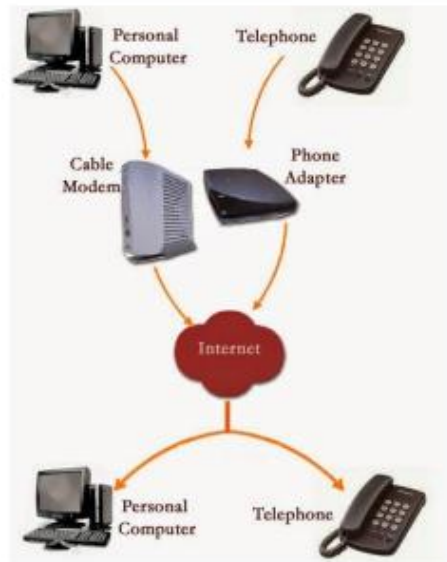 Personal
Computer
Telephone
Cable
Modem
Phone
Adapter
Internet
Personal
Computer
Telephone